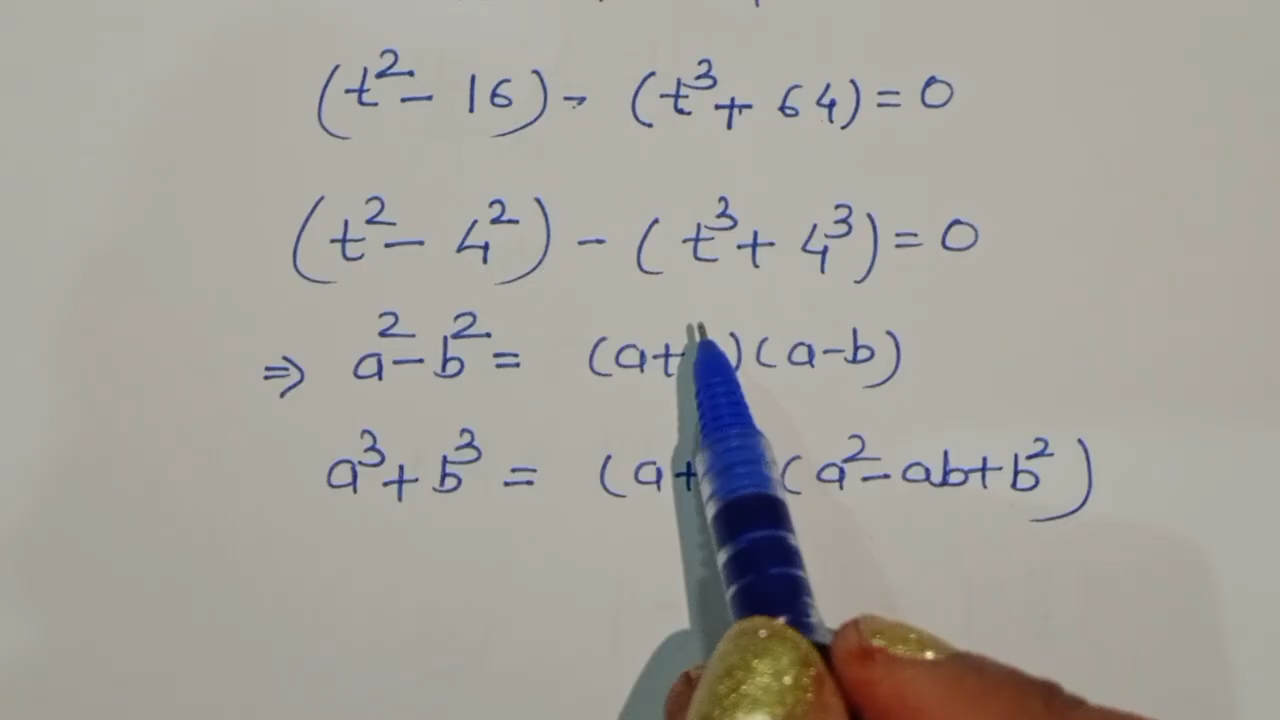 (t²- 16) - (t³+ 64) = 0
(t²- 4²) - (t³+ 4³) = 0
⇒ a²-b² = (a+ )(a-b)
a³+b³ = (a+ (a²-ab+b²)